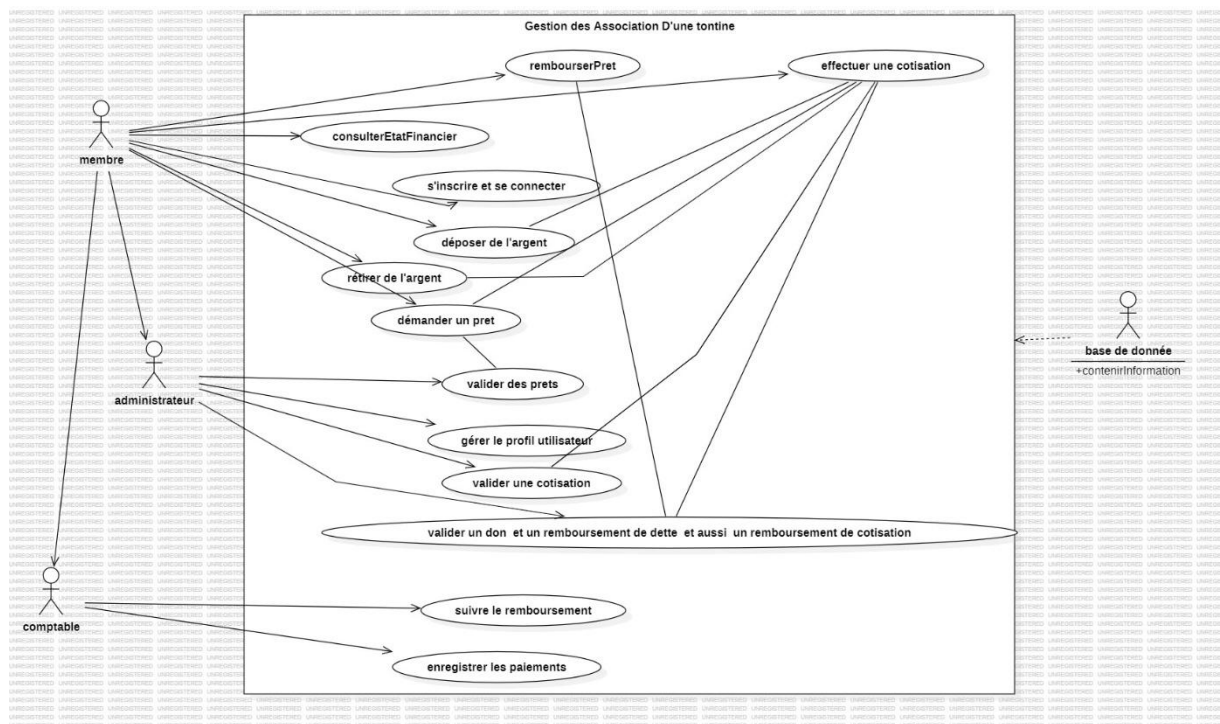 Gestion des Association D'une tontine
rembourserPret
effectuer une cotisation
consulterEtatFinancier
membre
s'inscrire et se connecter
déposer de l'argent
rétirer de l'argent
démander un pret
base de donnée
+contenirInformation
valider des prets
administrateur
gérer le profil utilisateur
valider une cotisation
valider un don et un remboursement de dette et aussi un remboursement de cotisation
suivre le remboursement
comptable
enregistrer les paiements
UNREGISTERED